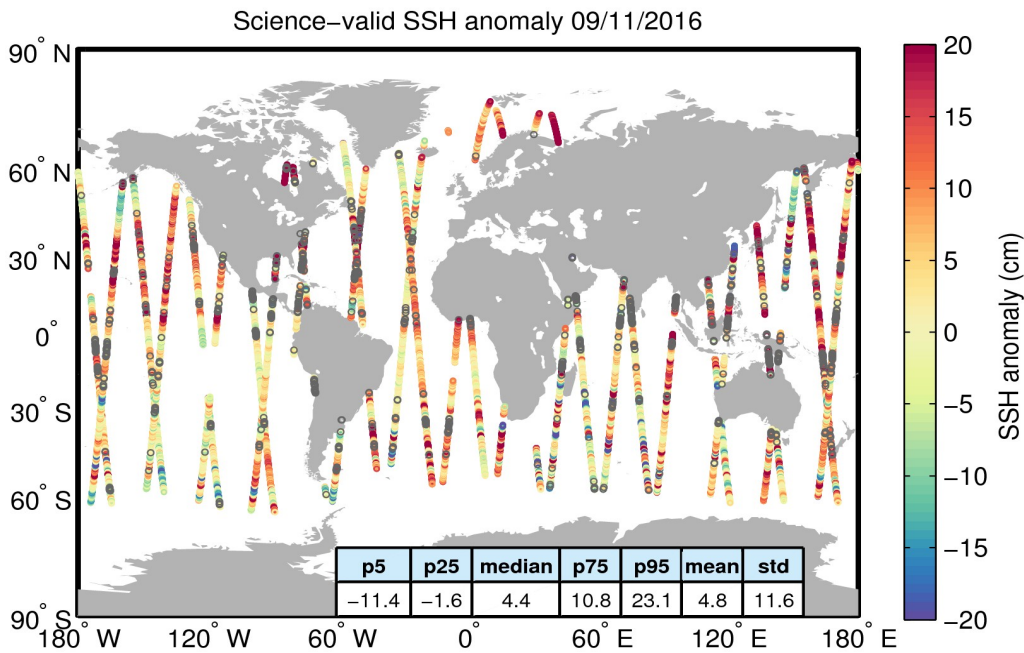 Science−valid SSH anomaly 09/11/2016
90° N
60° N
30° N
0°
30° S
60° S
90° S
180° W
120° W
60° W
0°
60° E
120° E
180° E
p5 p25 median p75 p95 mean std
−11.4 −1.6 4.4 10.8 23.1 4.8 11.6
20
15
10
5
0
−5
−10
−15
−20
SSH anomaly (cm)